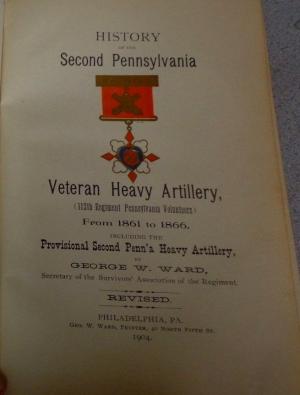 HISTORY
OF THE
Second Pennsylvania
Veteran Heavy Artillery,
(112th Regiment Pennsylvania Volunteers)
From 1861 to 1866,
INCLUDING THE
Provisional Second Penn'a Heavy Artillery,
BY
GEORGE W. WARD,
Secretary of the Survivors' Association of the Regiment.
REVISED.
PHILADELPHIA, PA.
GEO. W. WARD, PRINTER, 40 NORTH FIFTH ST.
1904.